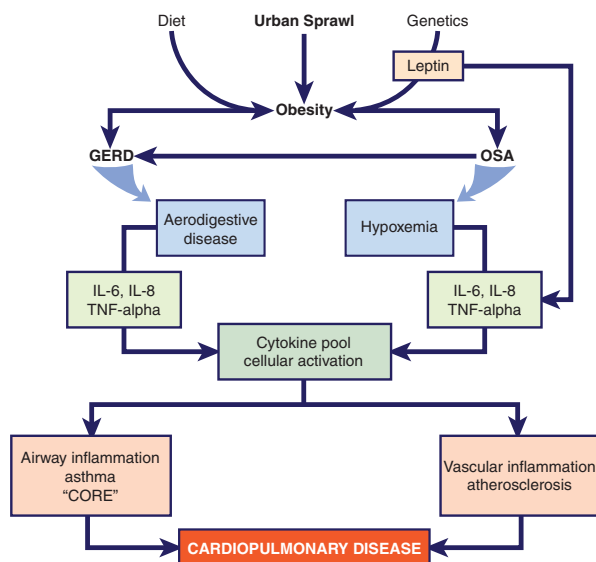 Diet
Urban Sprawl
Genetics
Leptin
Obesity
GERD
OSA
Aerodigestive
disease
Hypoxemia
IL-6, IL-8
TNF-alpha
IL-6, IL-8
TNF-alpha
Cytokine pool
cellular activation
Airway inflammation
asthma
“CORE”
Vascular inflammation
atherosclerosis
CARDIOPULMONARY DISEASE